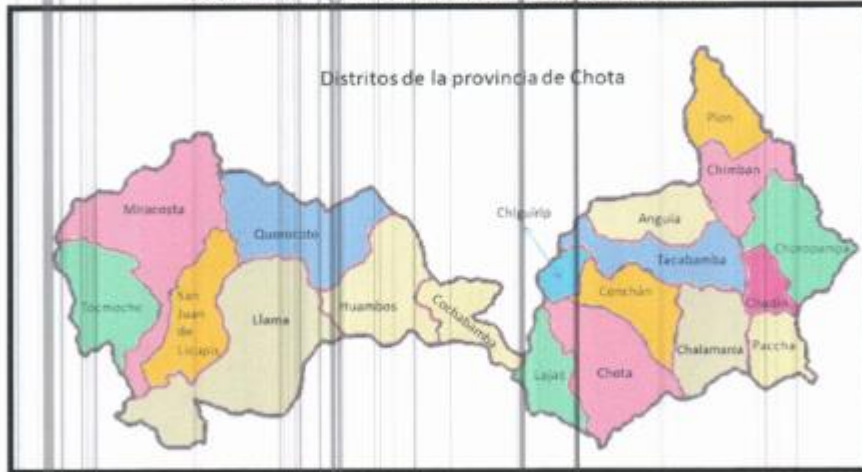 Distritos de la provincia de Chota
Pion
Chimban
Miracosta
Chiguirip
Anguia
Querocoto
Choropampa
Tacabamba
Tocmoche
San
Juan
de
Licupis
Llama
Huambos
Cochabamba
Conchán
Chadin
Chalamarca
Paccha
Lajas
Chota